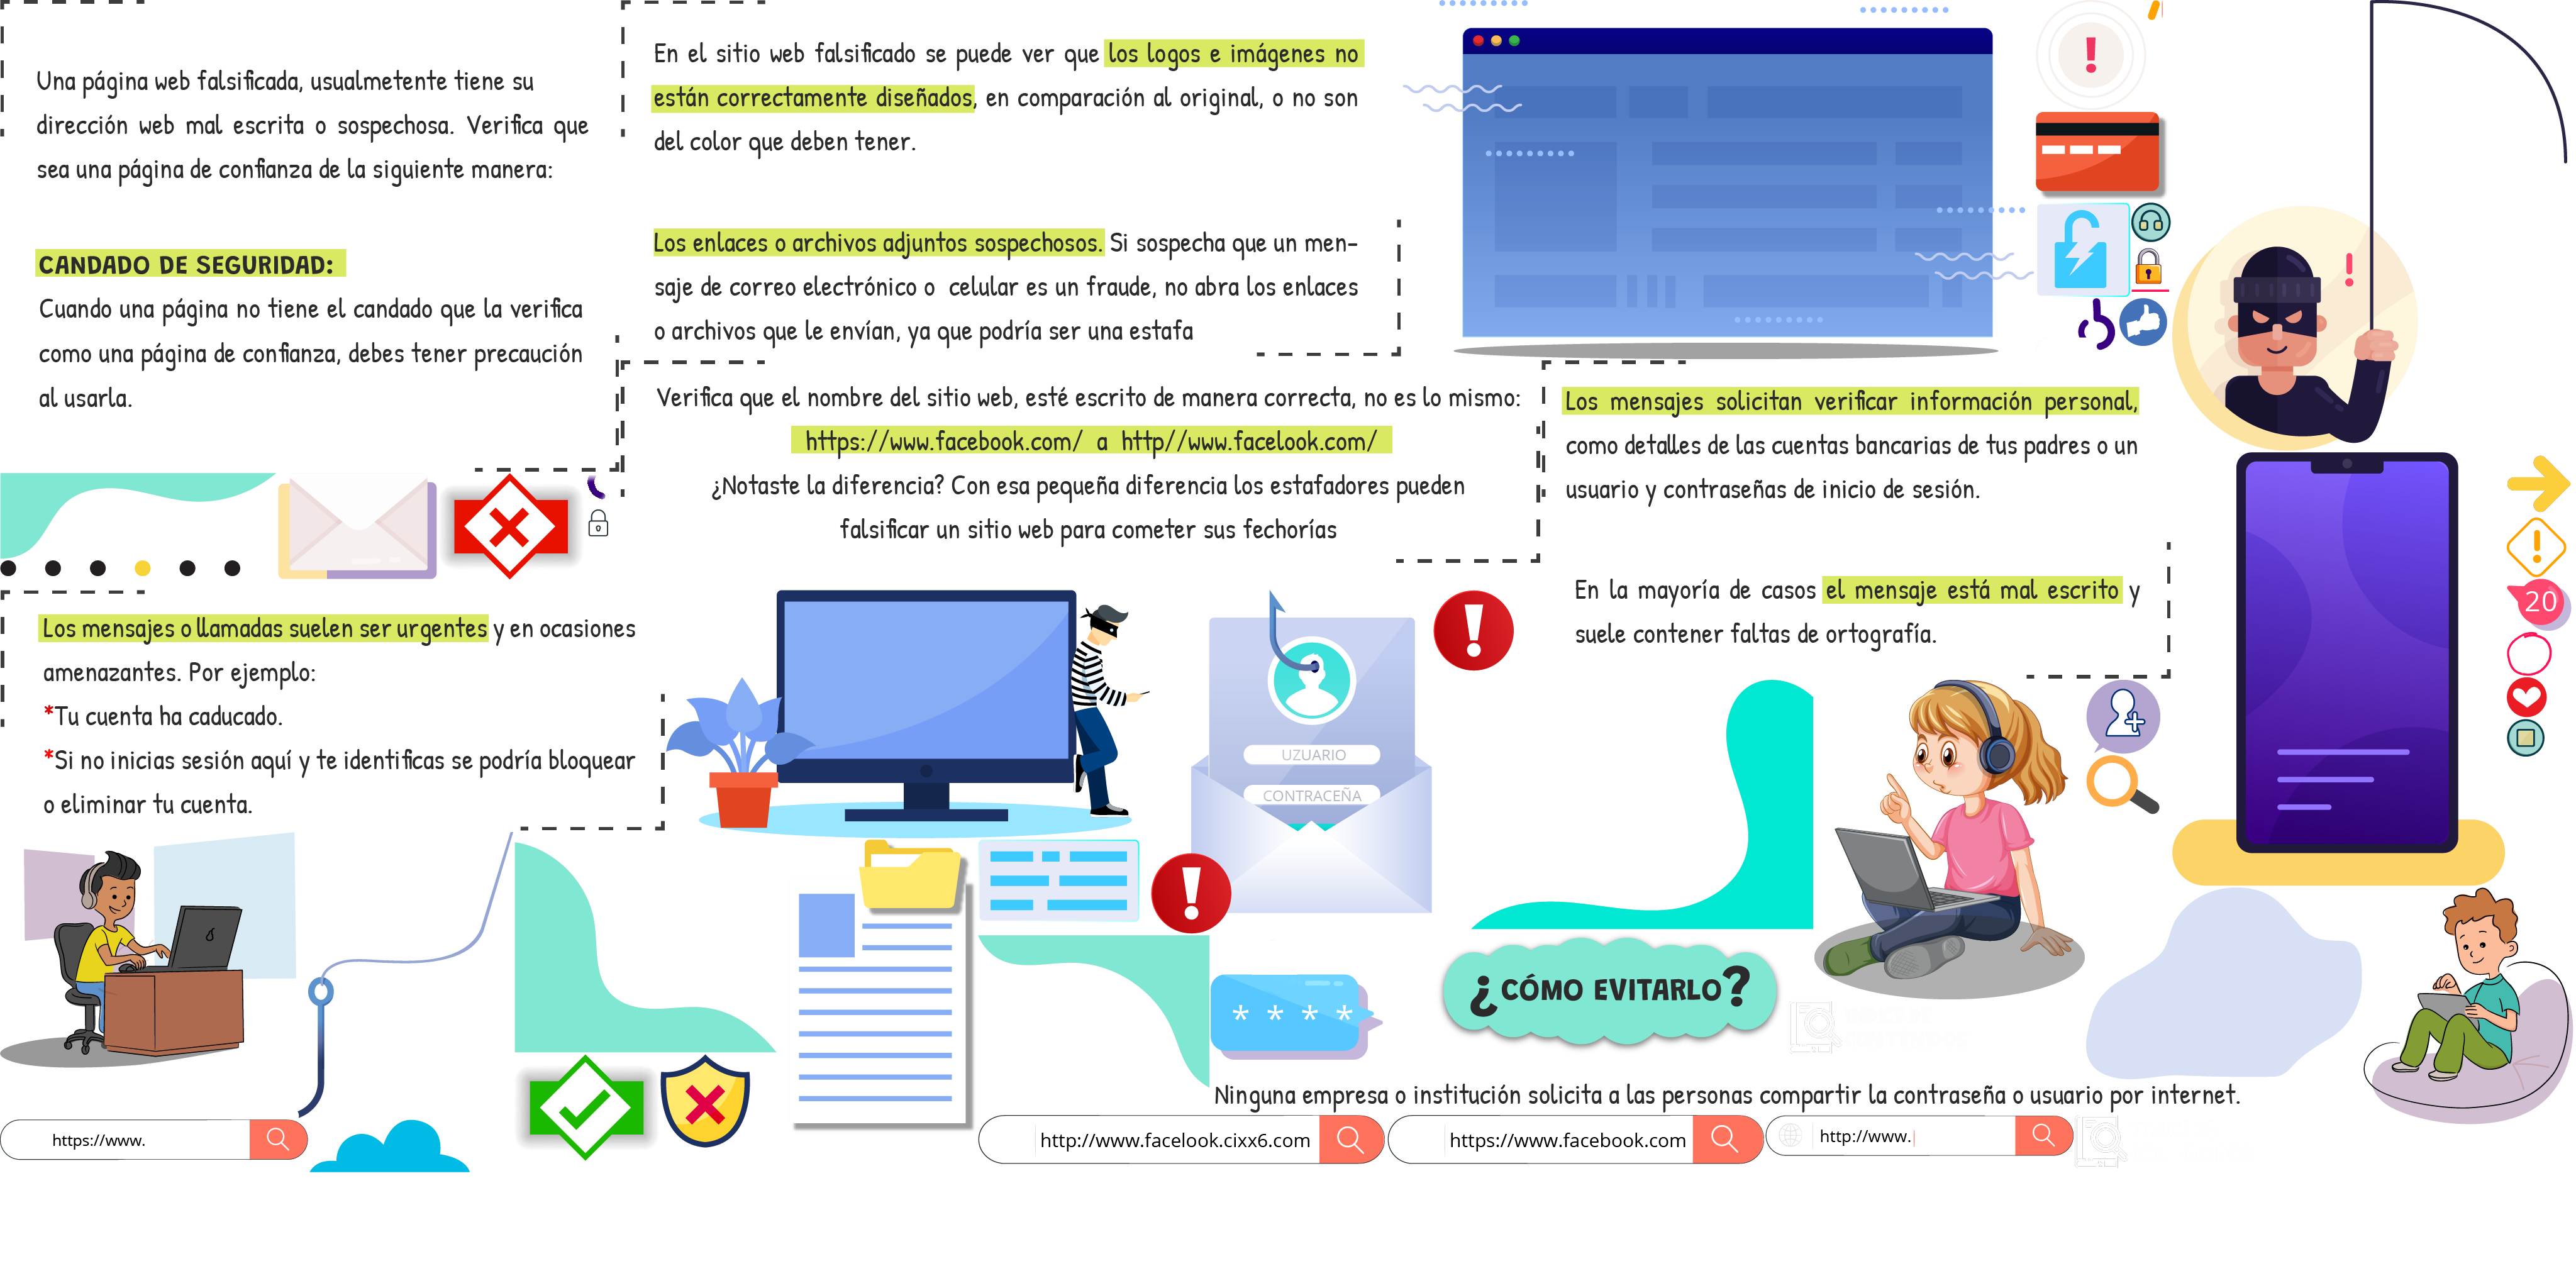 Una página web falsificada, usualmetente tiene su
dirección web mal escrita o sospechosa. Verifica que
sea una página de confianza de la siguiente manera:
CANDADO DE SEGURIDAD:
Cuando una página no tiene el candado que la verifica
como una página de confianza, debes tener precaución
al usarla.
En el sitio web falsificado se puede ver que los logos e imágenes no
están correctamente diseñados, en comparación al original, o no son
del color que deben tener.
Los enlaces o archivos adjuntos sospechosos. Si sospecha que un men-
saje de correo electrónico o celular es un fraude, no abra los enlaces
o archivos que le envían, ya que podría ser una estafa
Verifica que el nombre del sitio web, esté escrito de manera correcta, no es lo mismo:
https://www.facebook.com/ a http//www.facelook.com/
¿Notaste la diferencia? Con esa pequeña diferencia los estafadores pueden
falsificar un sitio web para cometer sus fechorías
Los mensajes solicitan verificar información personal,
como detalles de las cuentas bancarias de tus padres o un
usuario y contraseñas de inicio de sesión.
En la mayoría de casos el mensaje está mal escrito y
suele contener faltas de ortografía.
20
Los mensajes o llamadas suelen ser urgentes y en ocasiones
amenazantes. Por ejemplo:
*Tu cuenta ha caducado.
*Si no inicias sesión aquí y te identificas se podría bloquear
o eliminar tu cuenta.
UZUARIO
CONTRACEÑA
* * * *
¿CÓMO EVITARLO?
Ninguna empresa o institución solicita a las personas compartir la contraseña o usuario por internet.
https://www.
http://www.facelook.cixx6.com
https://www.facebook.com
http://www.